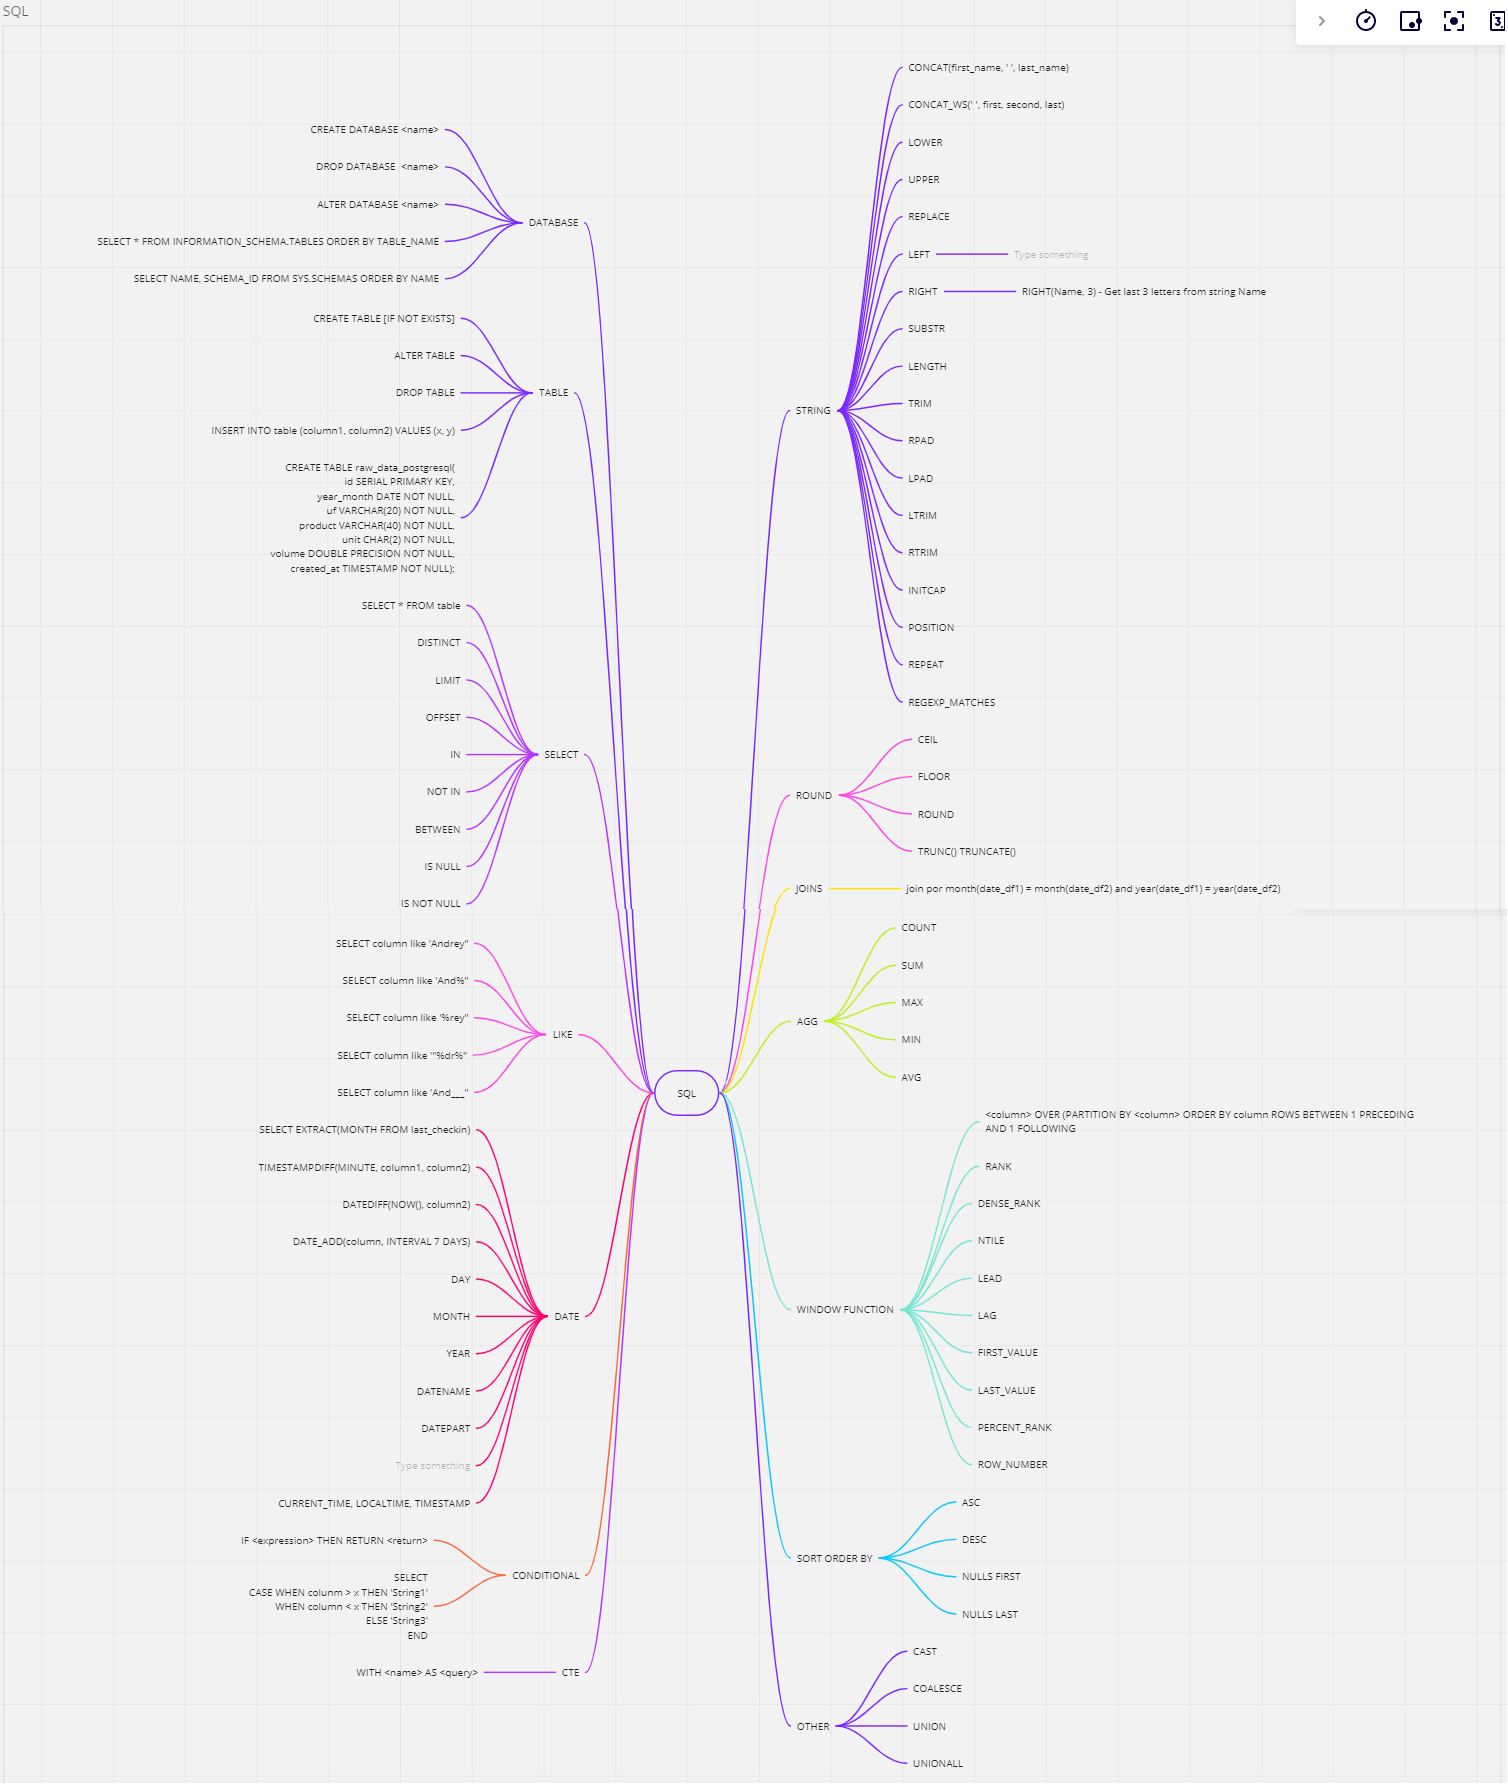 SQL
CREATE DATABASE <name>
DROP DATABASE  <name>
ALTER DATABASE <name>
SELECT * FROM INFORMATION_SCHEMA.TABLES ORDER BY TABLE_NAME
SELECT NAME, SCHEMA_ID FROM SYS.SCHEMAS ORDER BY NAME
DATABASE
CREATE TABLE [IF NOT EXISTS]
ALTER TABLE
DROP TABLE
INSERT INTO table (column1, column2) VALUES (x, y)
CREATE TABLE raw_data_postgresql(
id SERIAL PRIMARY KEY,
year_month DATE NOT NULL,
uf VARCHAR(20) NOT NULL,
product VARCHAR(40) NOT NULL,
unit CHAR(2) NOT NULL,
volume DOUBLE PRECISION NOT NULL,
created_at TIMESTAMP NOT NULL);
TABLE
SELECT * FROM table
DISTINCT
LIMIT
OFFSET
IN
NOT IN
BETWEEN
IS NULL
IS NOT NULL
SELECT
SELECT column like 'Andrey"
SELECT column like 'And%"
SELECT column like '%rey"
SELECT column like '"%dr%"
SELECT column like 'And___"
LIKE
SELECT EXTRACT(MONTH FROM last_checkin)
TIMESTAMPDIFF(MINUTE, column1, column2)
DATEDIFF(NOW(), column2)
DATE_ADD(column, INTERVAL 7 DAYS)
DAY
MONTH
YEAR
DATENAME
DATEPART
Type something
CURRENT_TIME, LOCALTIME, TIMESTAMP
DATE
IF <expression> THEN RETURN <return>
SELECT
CASE WHEN colunm > x THEN 'String1'
WHEN column < x THEN 'String2'
ELSE 'String3'
END
CONDITIONAL
WITH <name> AS <query>
CTE
SQL
STRING
CONCAT(first_name, ' ', last_name)
CONCAT_WS(' ', first, second, last)
LOWER
UPPER
REPLACE
LEFT
Type something
RIGHT
RIGHT(Name, 3) - Get last 3 letters from string Name
SUBSTR
LENGTH
TRIM
RPAD
LPAD
LTRIM
RTRIM
INITCAP
POSITION
REPEAT
REGEXP_MATCHES
ROUND
CEIL
FLOOR
ROUND
TRUNC() TRUNCATE()
JOINS
join por month(date_df1) = month(date_df2) and year(date_df1) = year(date_df2)
AGG
COUNT
SUM
MAX
MIN
AVG
WINDOW FUNCTION
<column> OVER (PARTITION BY <column> ORDER BY column ROWS BETWEEN 1 PRECEDING
AND 1 FOLLOWING
RANK
DENSE_RANK
NTILE
LEAD
LAG
FIRST_VALUE
LAST_VALUE
PERCENT_RANK
ROW_NUMBER
SORT ORDER BY
ASC
DESC
NULLS FIRST
NULLS LAST
OTHER
CAST
COALESCE
UNION
UNIONALL
3